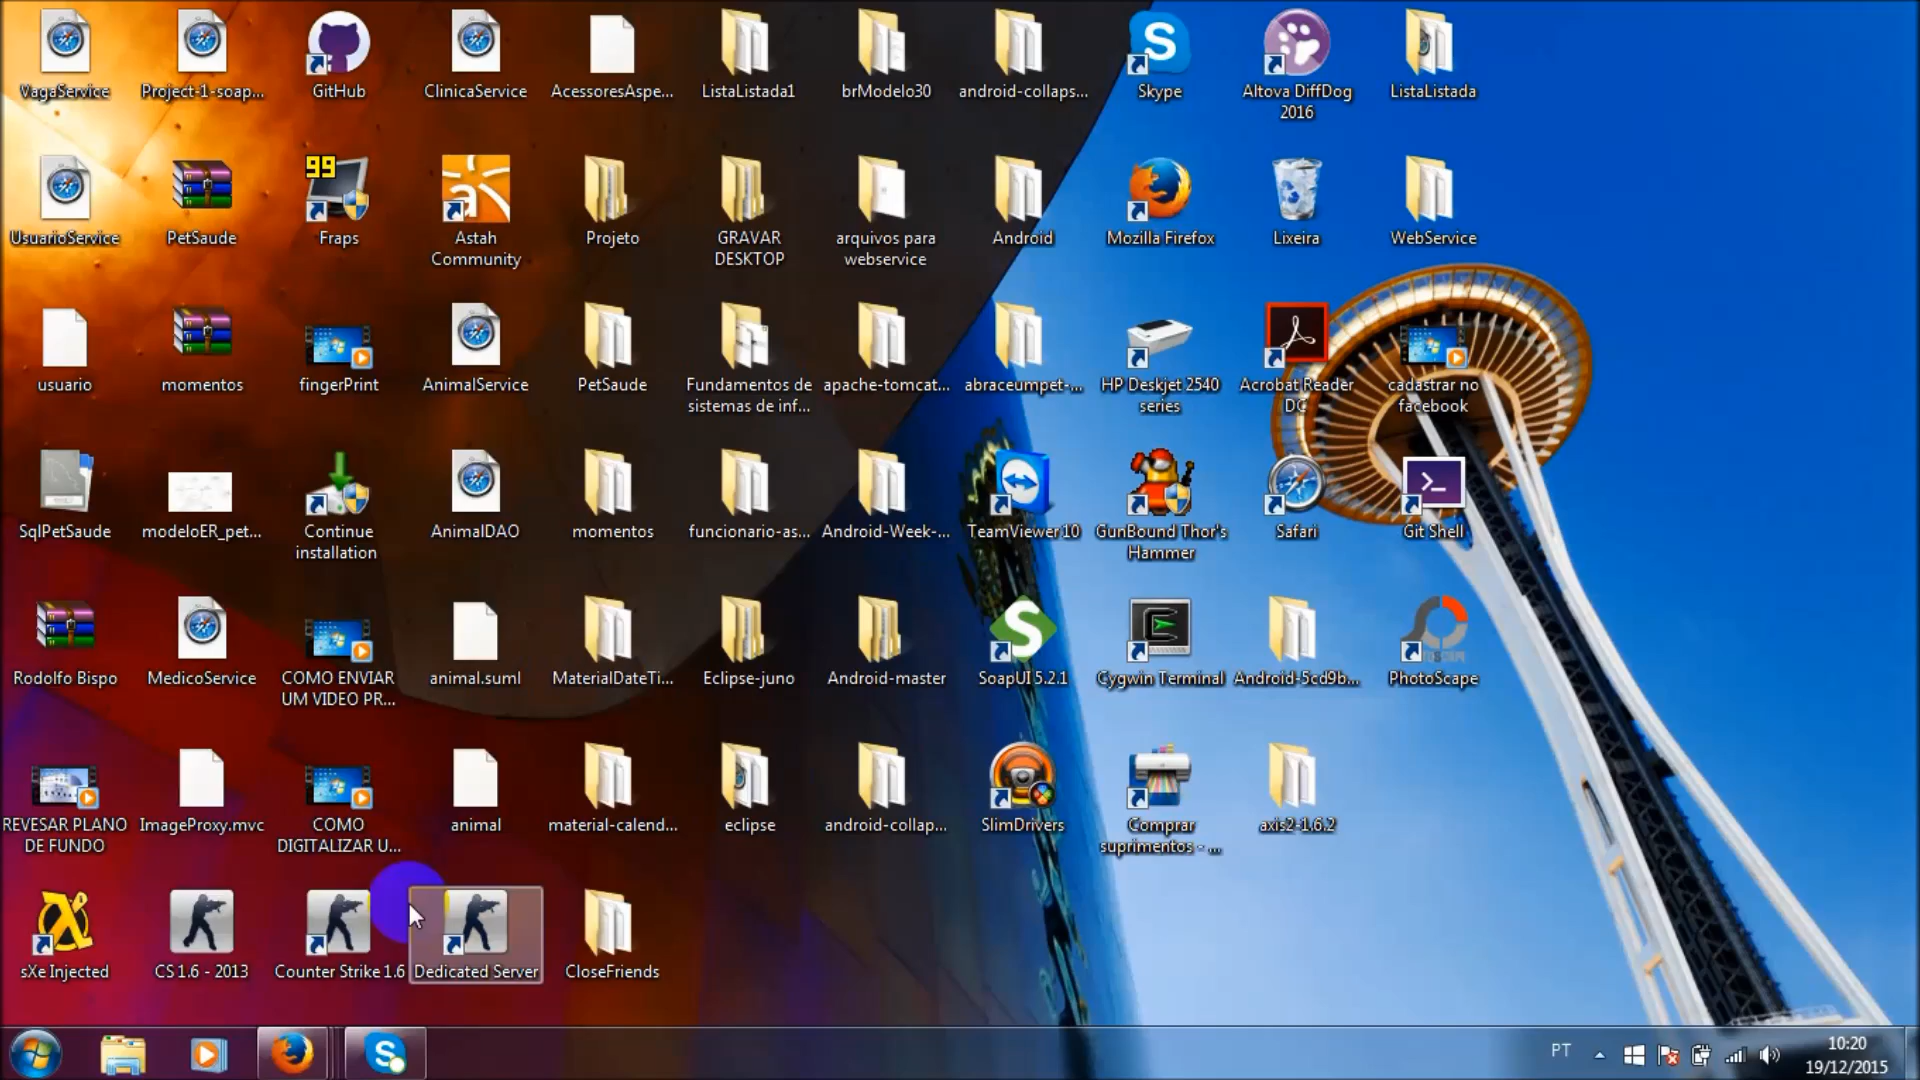 VagaService
Project-1-soap...
GitHub
ClinicaService
AcessoresAspe...
ListaListada1
brModelo30
android-collaps...
Skype
Altova DiffDog
2016
ListaListada
UsuarioService
PetSaude
99
Fraps
Astah
Community
Projeto
GRAVAR
DESKTOP
arquivos para
webservice
Android
Mozilla Firefox
Lixeira
WebService
usuario
momentos
fingerPrint
AnimalService
PetSaude
Fundamentos de
sistemas de inf...
apache-tomcat...
abraceumpet-...
HP Deskjet 2540
series
Acrobat Reader
DC
cadastrar no
facebook
SqlPetSaude
modeloER_pet...
Continue
installation
AnimalDAO
momentos
funcionario-as...
Android-Week-...
TeamViewer 10
GunBound Thor's
Hammer
Safari
Git Shell
Rodolfo Bispo
MedicoService
COMO ENVIAR
UM VIDEO PR...
animal.suml
MaterialDateTi...
Eclipse-juno
Android-master
SoapUI 5.2.1
Cygwin Terminal
Android-5cd9b...
PhotoScape
REVESAR PLANO
DE FUNDO
ImageProxy.mvc
COMO
DIGITALIZAR U...
animal
material-calend...
eclipse
android-collap...
SlimDrivers
Comprar
suprimentos - ...
axis2-1.6.2
sXe Injected
CS 1.6 - 2013
Counter Strike 1.6
Dedicated Server
CloseFriends
PT
10:20
19/12/2015